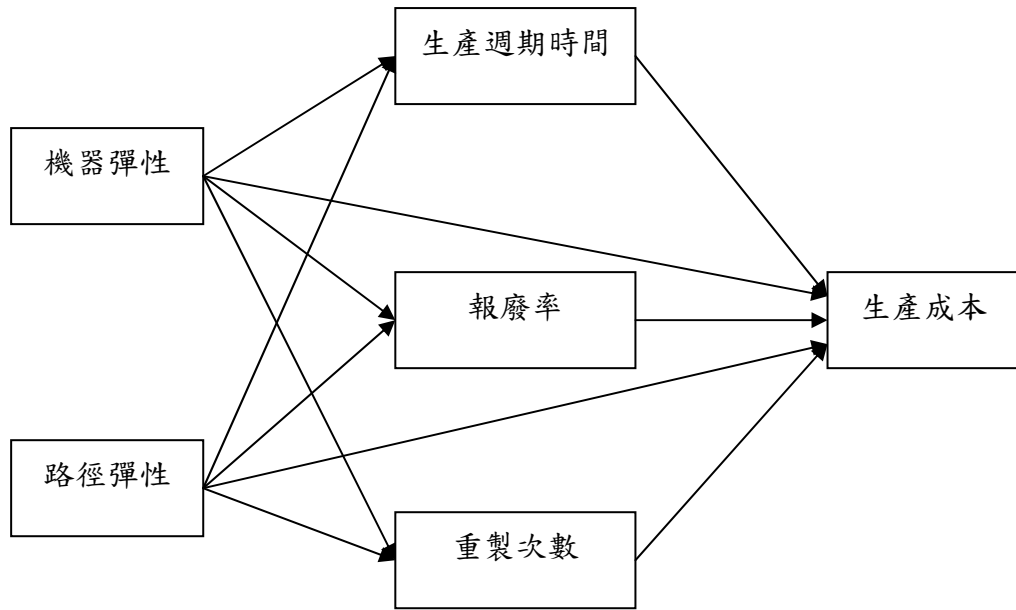 生產週期時間
機器彈性
報廢率
生產成本
路徑彈性
重製次數